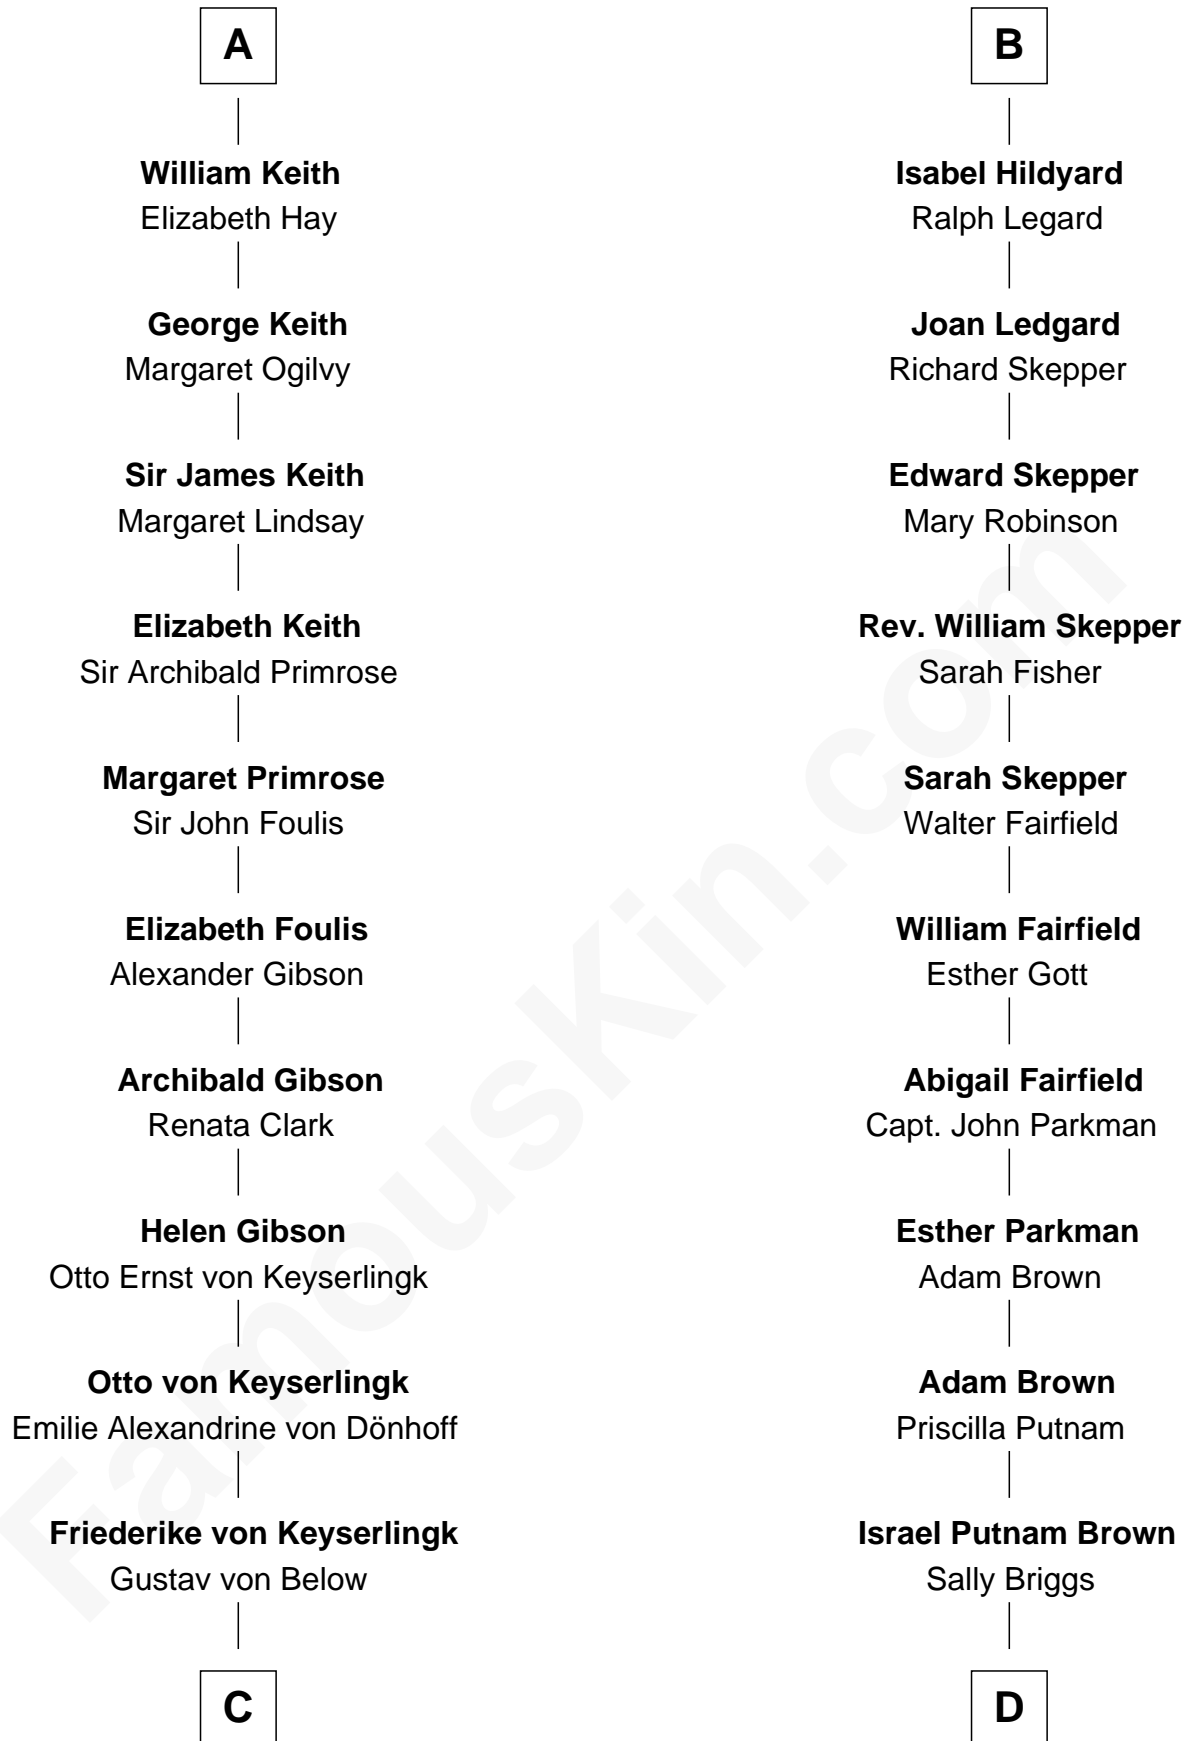 A
William Keith
Elizabeth Hay
George Keith
Margaret Ogilvy
Sir James Keith
Margaret Lindsay
Elizabeth Keith
Sir Archibald Primrose
Margaret Primrose
Sir John Foulis
Elizabeth Foulis
Alexander Gibson
Archibald Gibson
Renata Clark
Helen Gibson
Otto Ernst von Keyserlingk
Otto von Keyserlingk
Emilie Alexandrine von Dönhoff
Friederike von Keyserlingk
Gustav von Below
C
B
Isabel Hildyard
Ralph Legard
Joan Ledgard
Richard Skepper
Edward Skepper
Mary Robinson
Rev. William Skepper
Sarah Fisher
Sarah Skepper
Walter Fairfield
William Fairfield
Esther Gott
Abigail Fairfield
Capt. John Parkman
Esther Parkman
Adam Brown
Adam Brown
Priscilla Putnam
Israel Putnam Brown
Sally Briggs
D
FamousKin.com